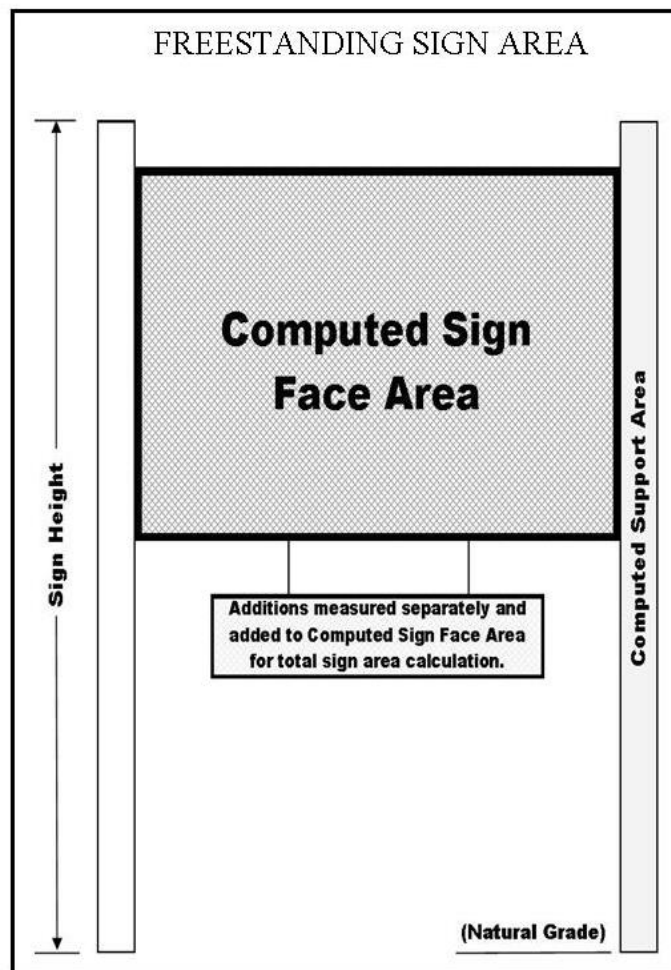 FREESTANDING SIGN AREA
Computed Sign
Face Area
Sign Height
Computed Support Area
Additions measured separately and
added to Computed Sign Face Area
for total sign area calculation.
(Natural Grade)